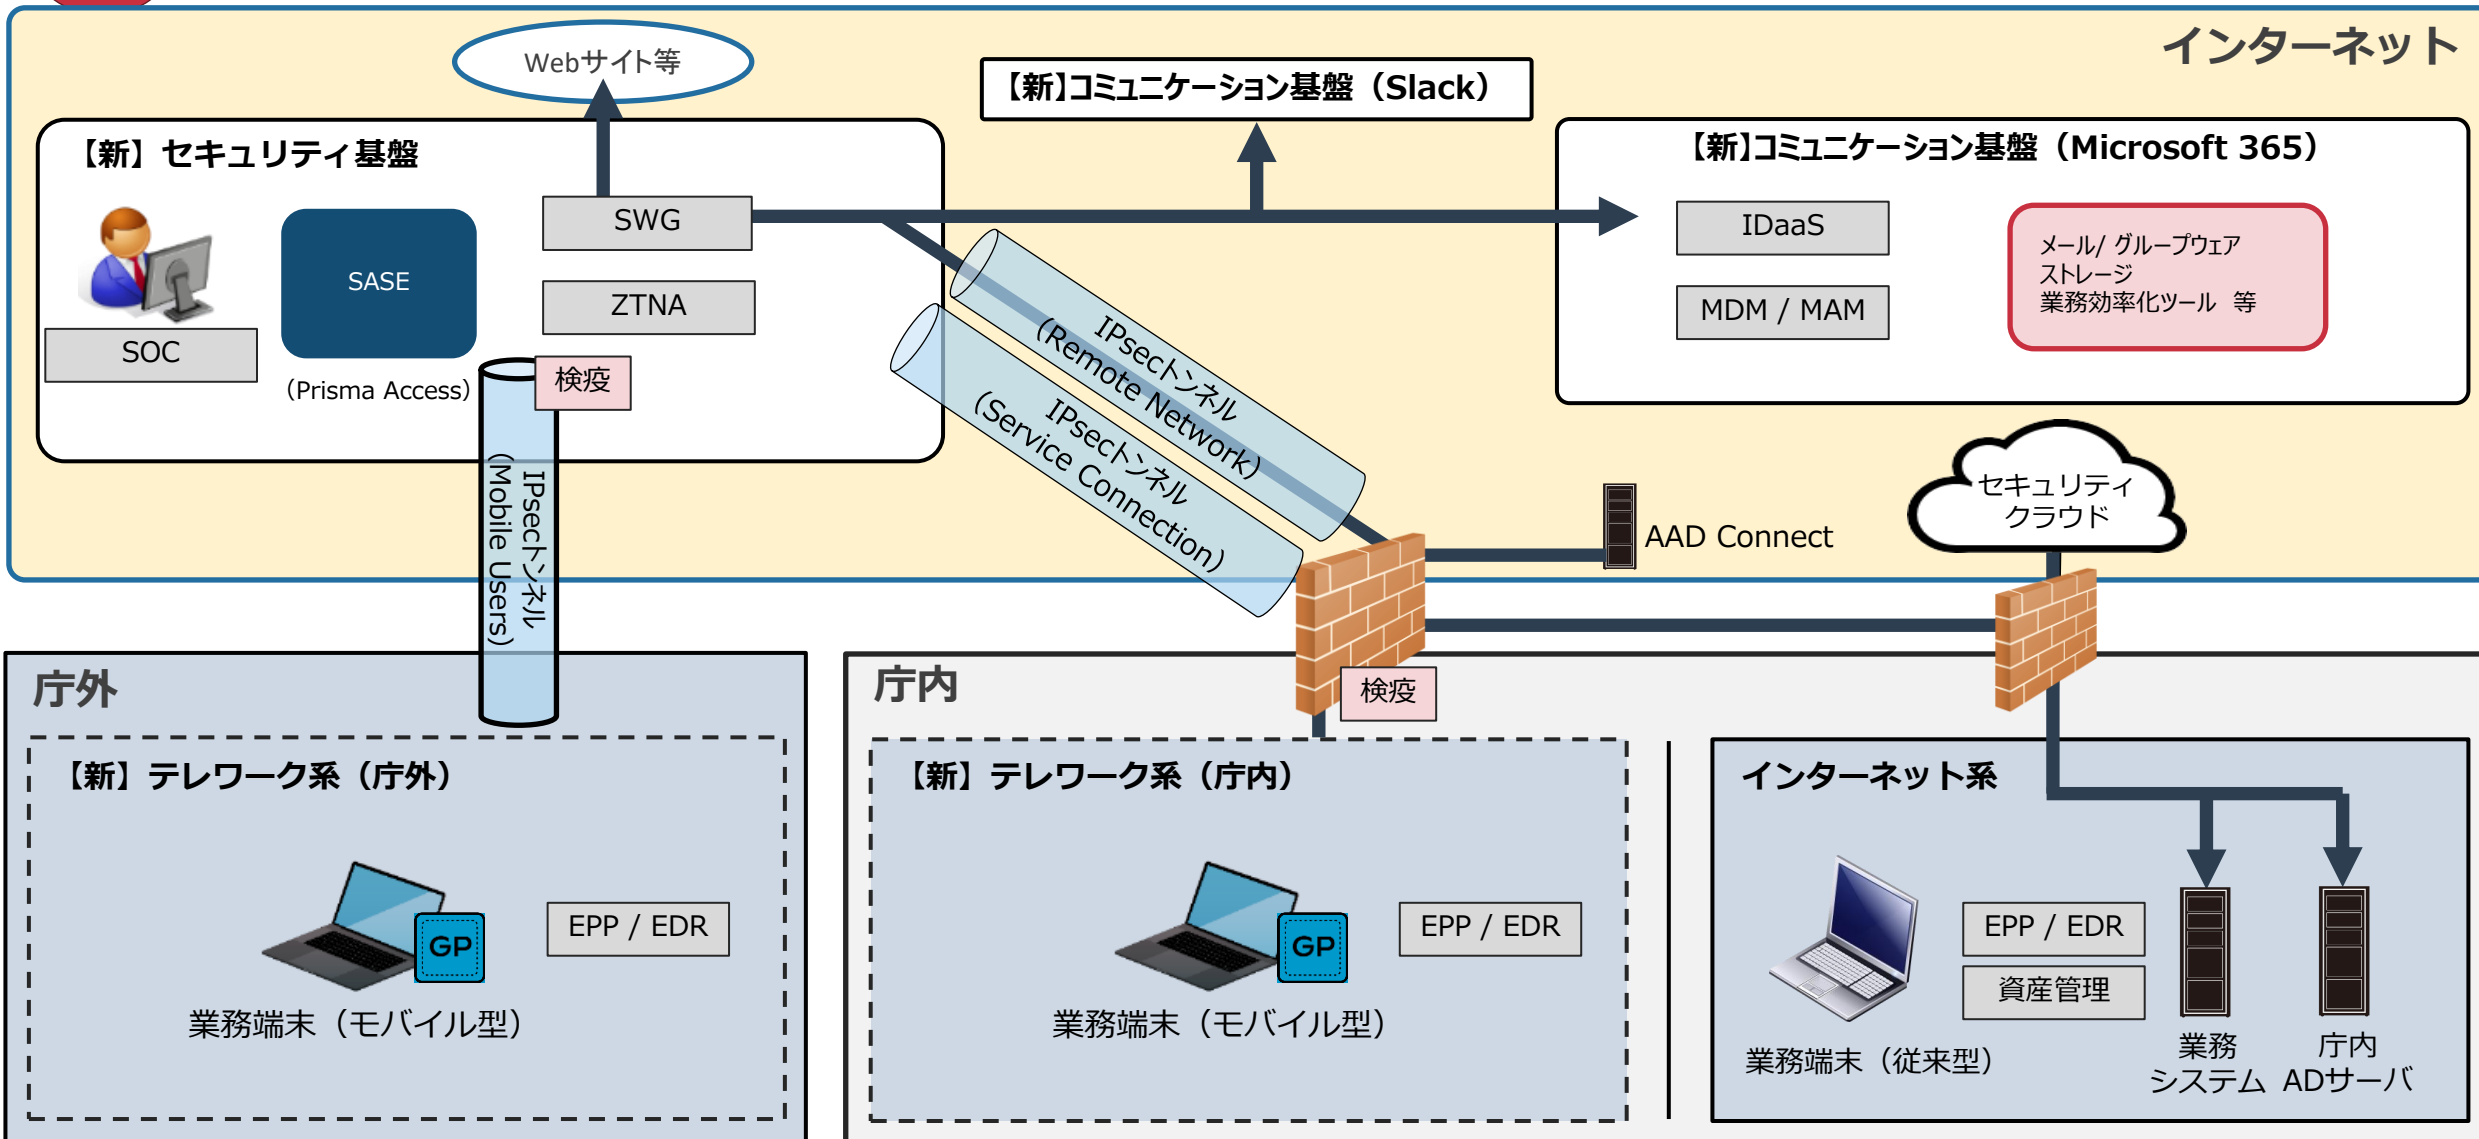 インターネット
Webサイト等
【新】コミュニケーション基盤（Slack）
【新】セキュリティ基盤
SOC
SASE
（Prisma Access）
SWG
ZTNA
検疫
【新】コミュニケーション基盤（Microsoft 365）
IDaaS
MDM / MAM
メール/ グループウェア
ストレージ
業務効率化ツール 等
IPsecトンネル
（Mobile Users）
IPsecトンネル
（Remote Network）
IPsecトンネル
（Service Connection）
AAD Connect
セキュリティ
クラウド
庁外
【新】テレワーク系（庁外）
GP
EPP / EDR
業務端末（モバイル型）
庁内
検疫
【新】テレワーク系（庁内）
GP
EPP / EDR
業務端末（モバイル型）
インターネット系
EPP / EDR
資産管理
業務端末（従来型）
業務
システム
庁内
ADサーバ